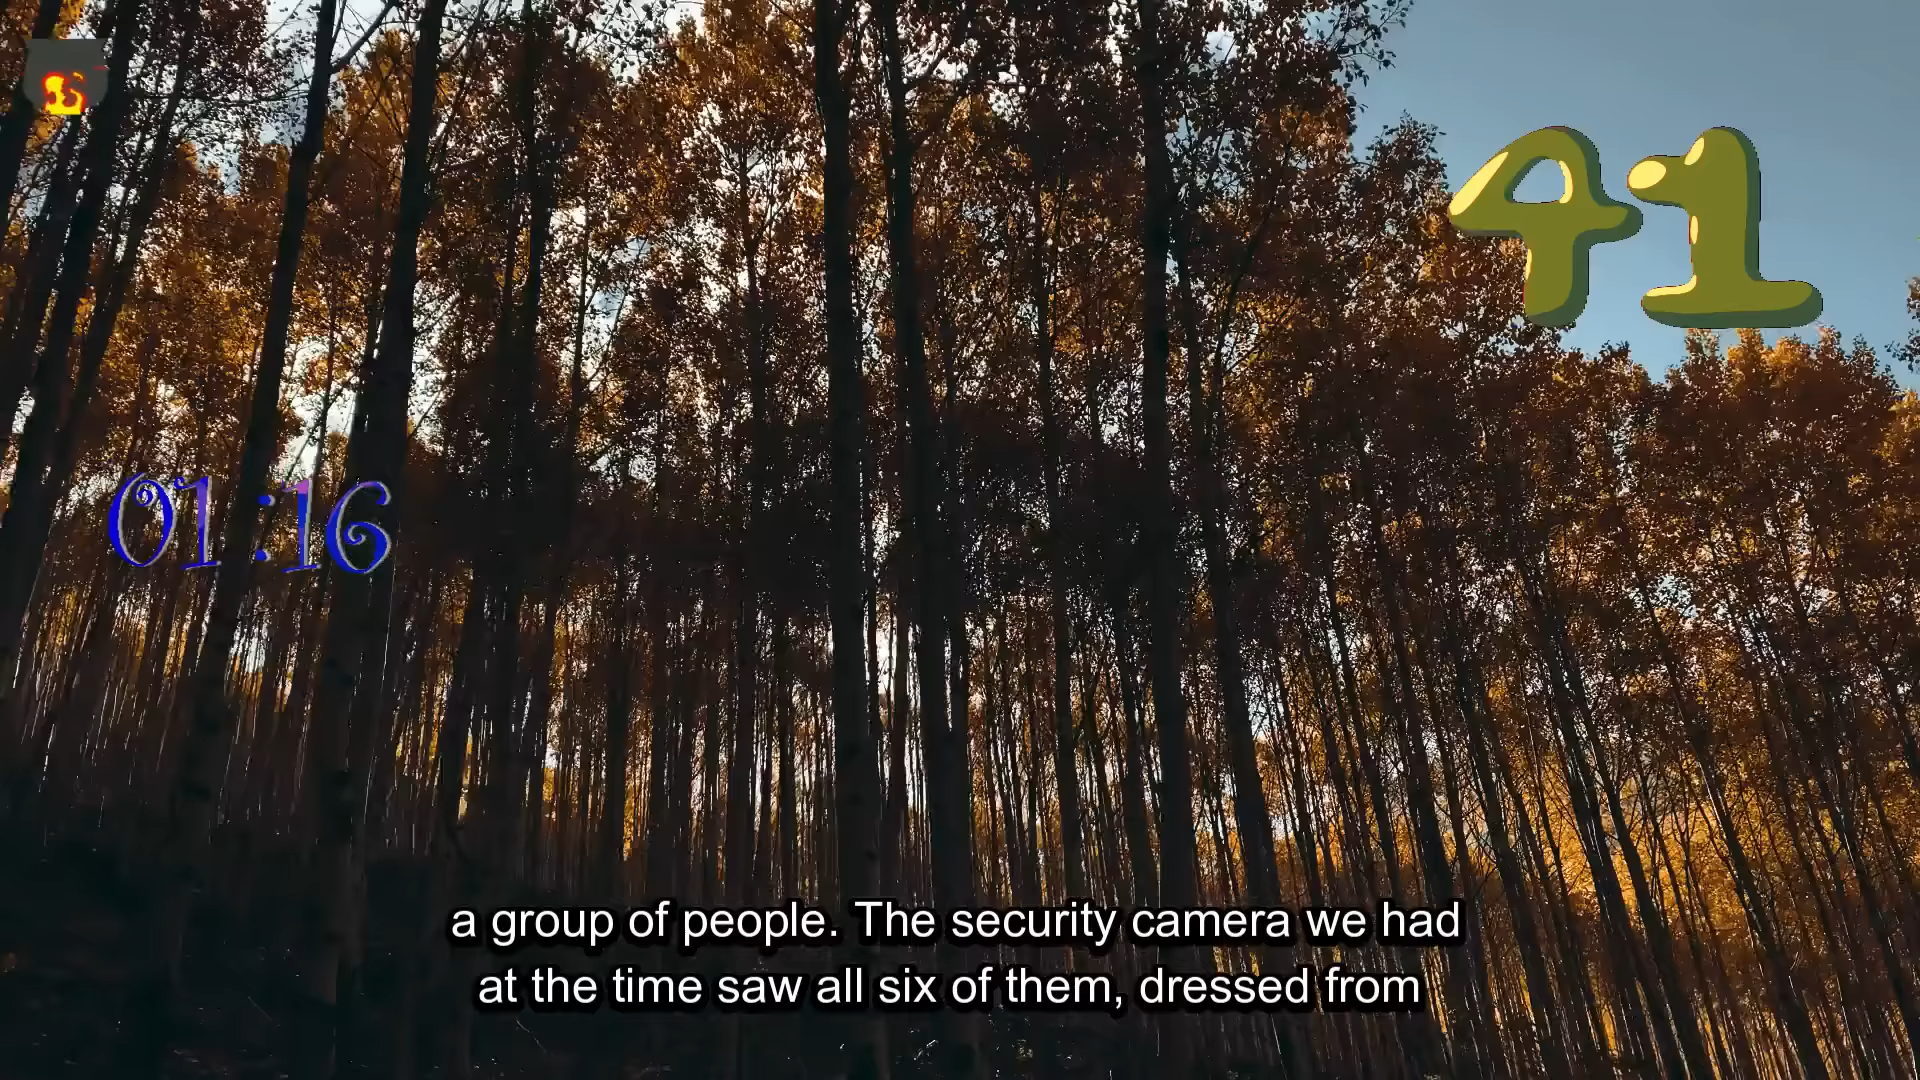 41
01:16
a group of people. The security camera we had
at the time saw all six of them, dressed from